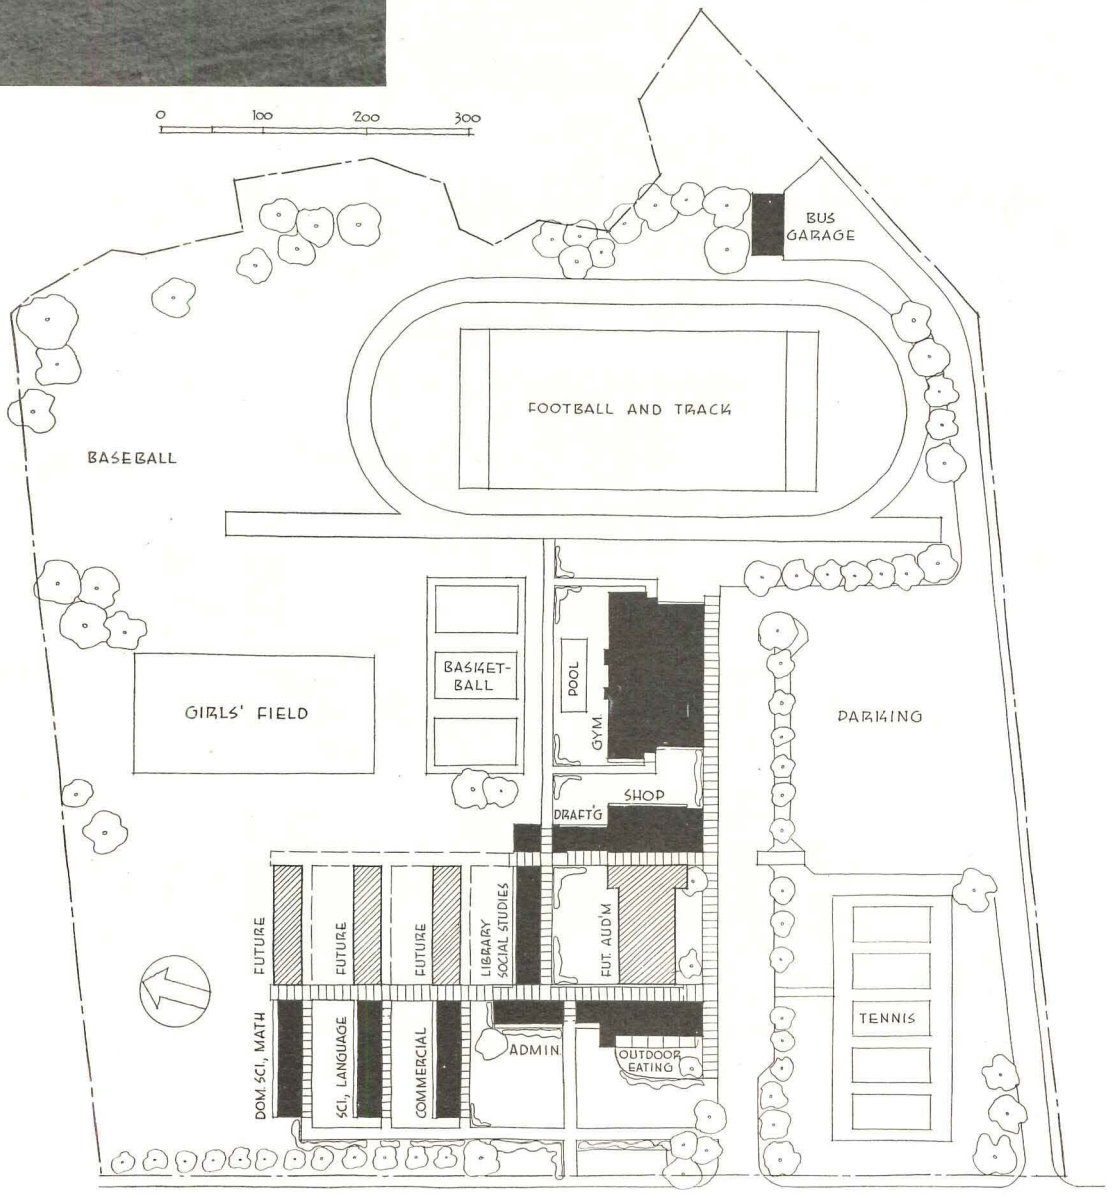 0 100 200 300
BUS
GARAGE
FOOTBALL AND TRACK
BASEBALL
BASKET-
BALL
POOL
GYM.
GIRLS' FIELD
PARKING
SHOP
DRAFT'G
FUTURE
FUTURE
FUTURE
LIBRARY
SOCIAL STUDIES
FUT. AUD'M
DOM. SCI., MATH
SCI., LANGUAGE
COMMERCIAL
ADMIN.
OUTDOOR
EATING
TENNIS